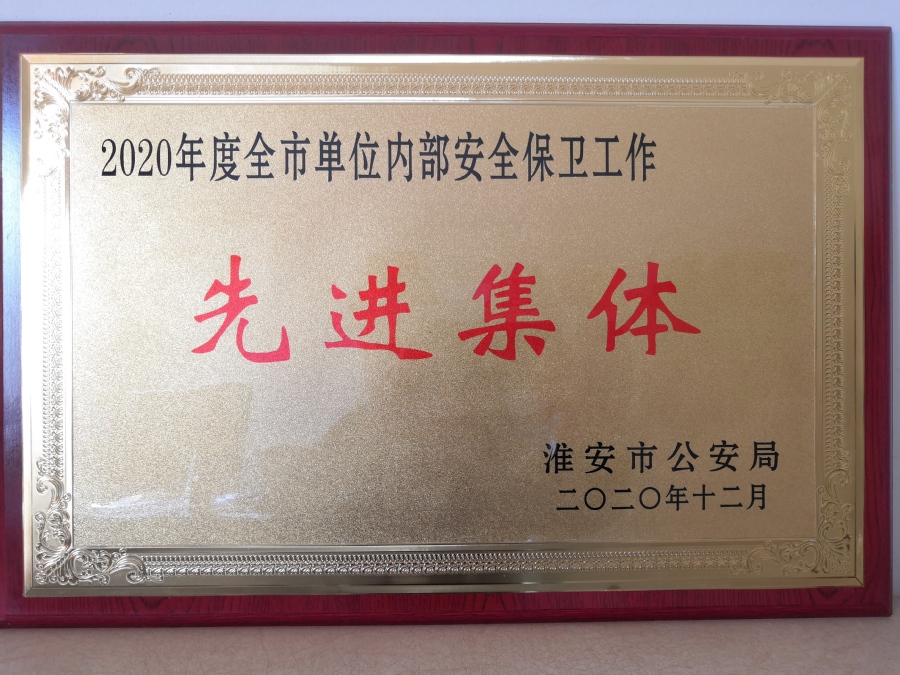 2020年度全市单位内部安全保卫工作
先进集体
淮安市公安局
二〇二〇年十二月